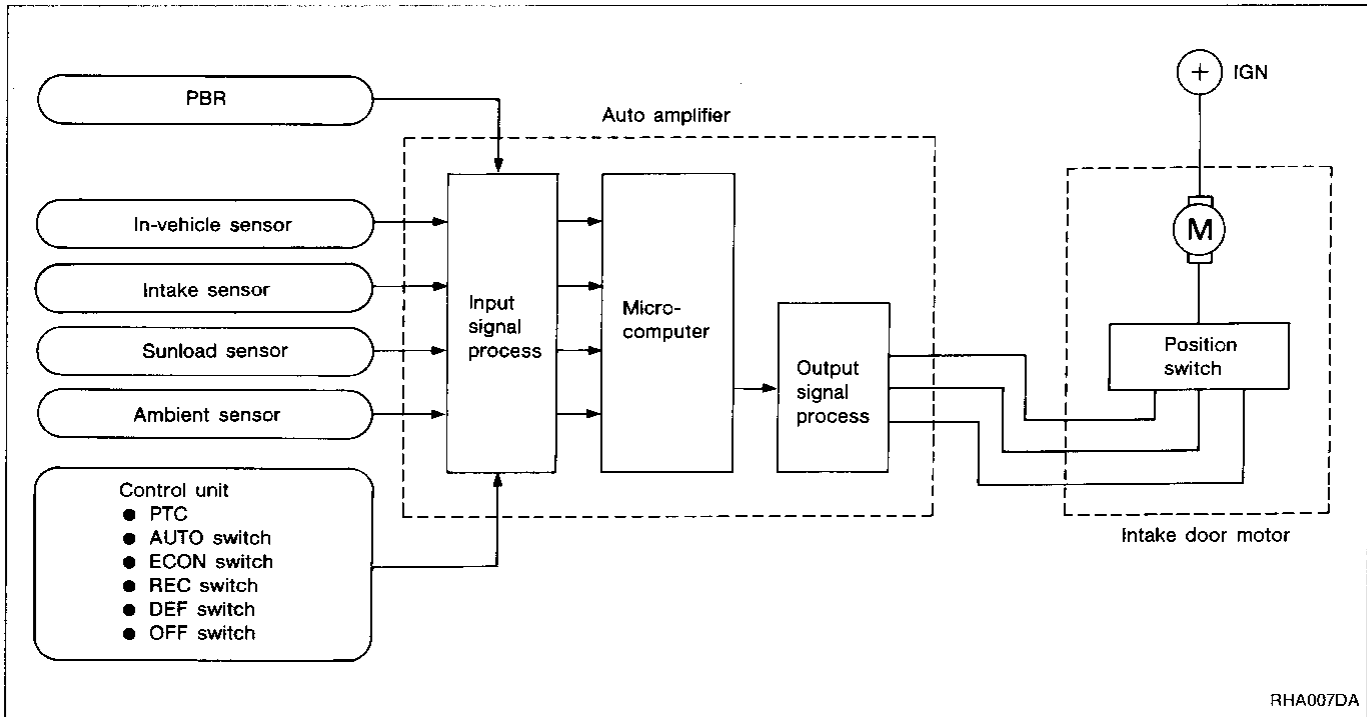 PBR
In-vehicle sensor
Intake sensor
Sunload sensor
Ambient sensor
Control unit
● PTC
● AUTO switch
● ECON switch
● REC switch
● DEF switch
● OFF switch
Auto amplifier
Input
signal
process
Micro-
computer
Output
signal
process
+ IGN
M
Position
switch
Intake door motor
RHA007DA